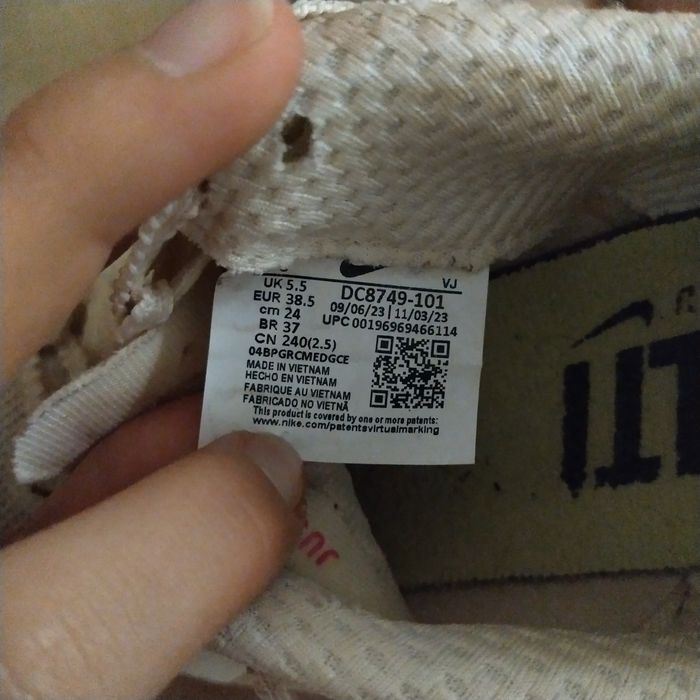 VJ
UK 5.5
EUR 38.5
cm 24
BR 37
CN 240(2.5)
04BPGRCMEDGCE
DC8749-101
09/06/23 | 11/03/23
UPC 00196969466114
MADE IN VIETNAM
HECHO EN VIETNAM
FABRIQUE AU VIETNAM
FABRICADO NO VIETNÃ
This product is covered by one or more patents:
www.nike.com/patentsvirtualmarking